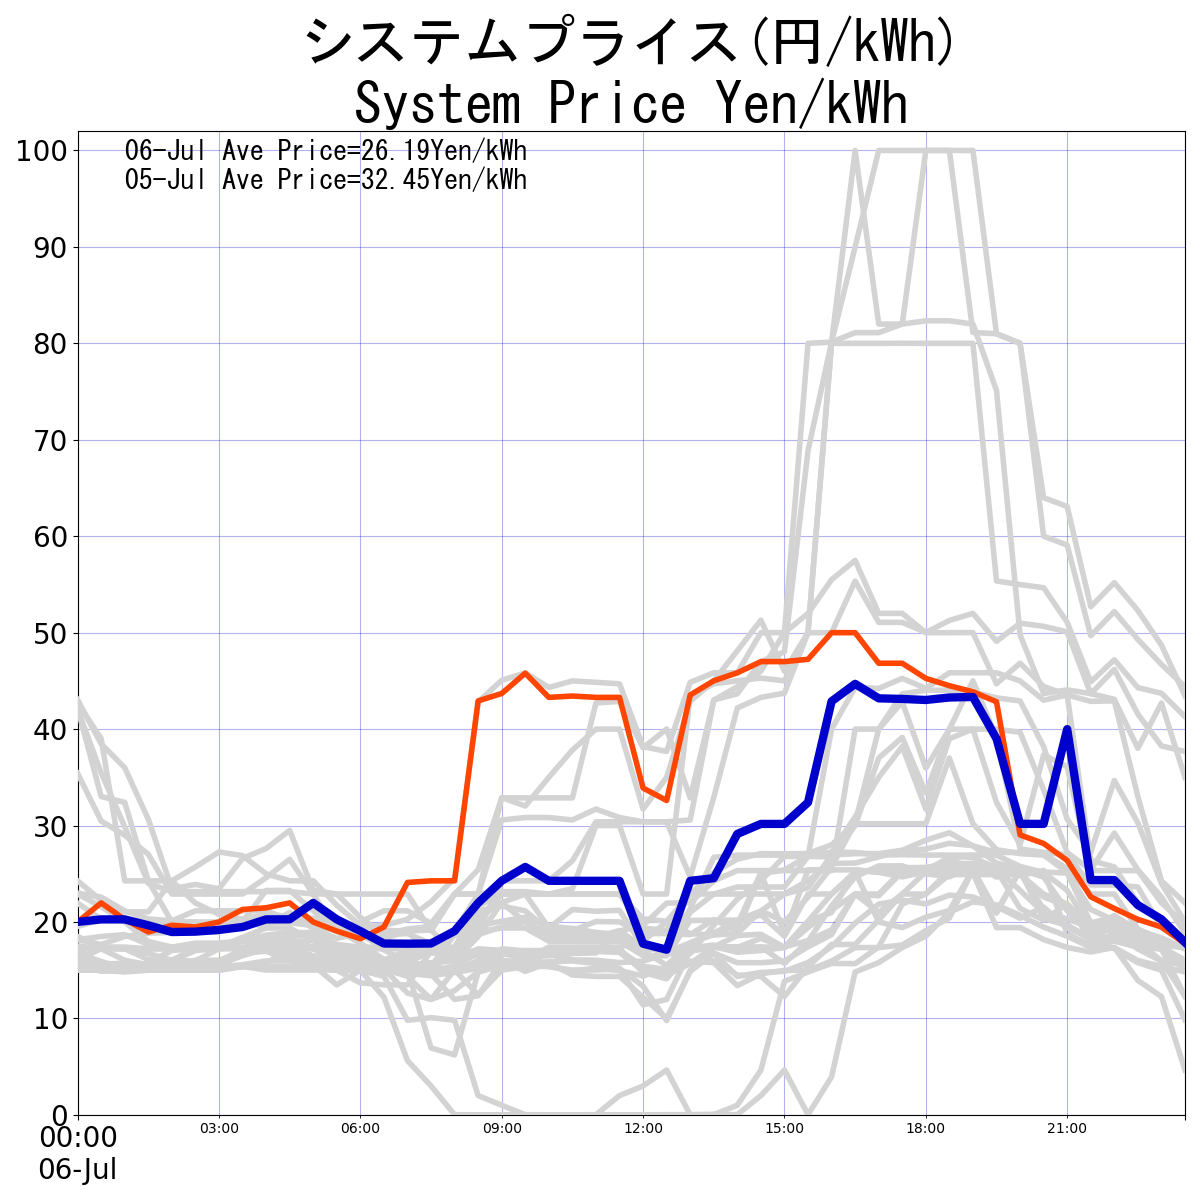 システムプライス(円/kWh)
System Price Yen/kWh
06-Jul Ave Price=26.19Yen/kWh
05-Jul Ave Price=32.45Yen/kWh
100
90
80
70
60
50
40
30
20
10
0
00:00 03:00 06:00 09:00 12:00 15:00 18:00 21:00
06-Jul